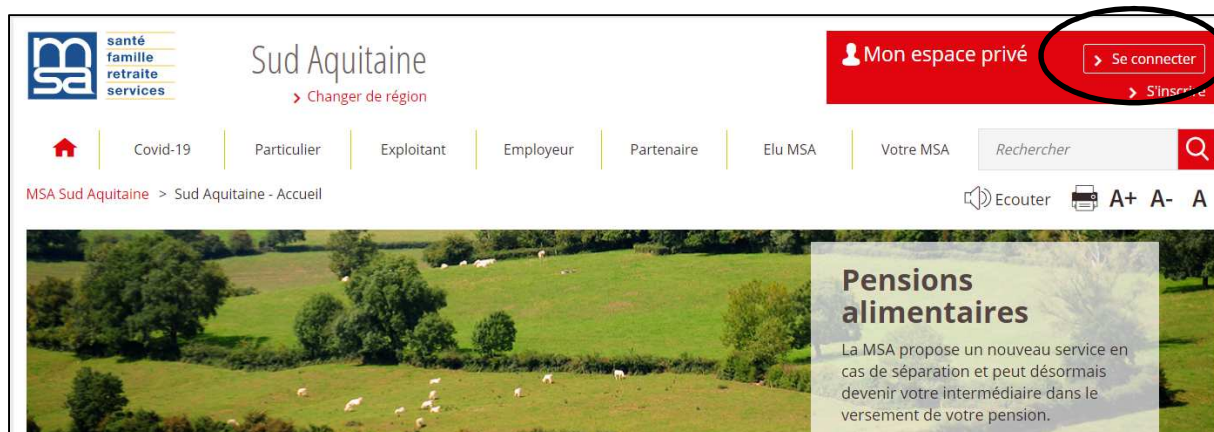 santé
famille
retraite
services
Sud Aquitaine
> Changer de région
Mon espace privé
> Se connecter
> S'inscrire
Covid-19
Particulier
Exploitant
Employeur
Partenaire
Elu MSA
Votre MSA
Rechercher
MSA Sud Aquitaine > Sud Aquitaine - Accueil
Ecouter
A+ A- A
msa
Pensions
alimentaires
La MSA propose un nouveau service en
cas de séparation et peut désormais
devenir votre intermédiaire dans le
versement de votre pension.